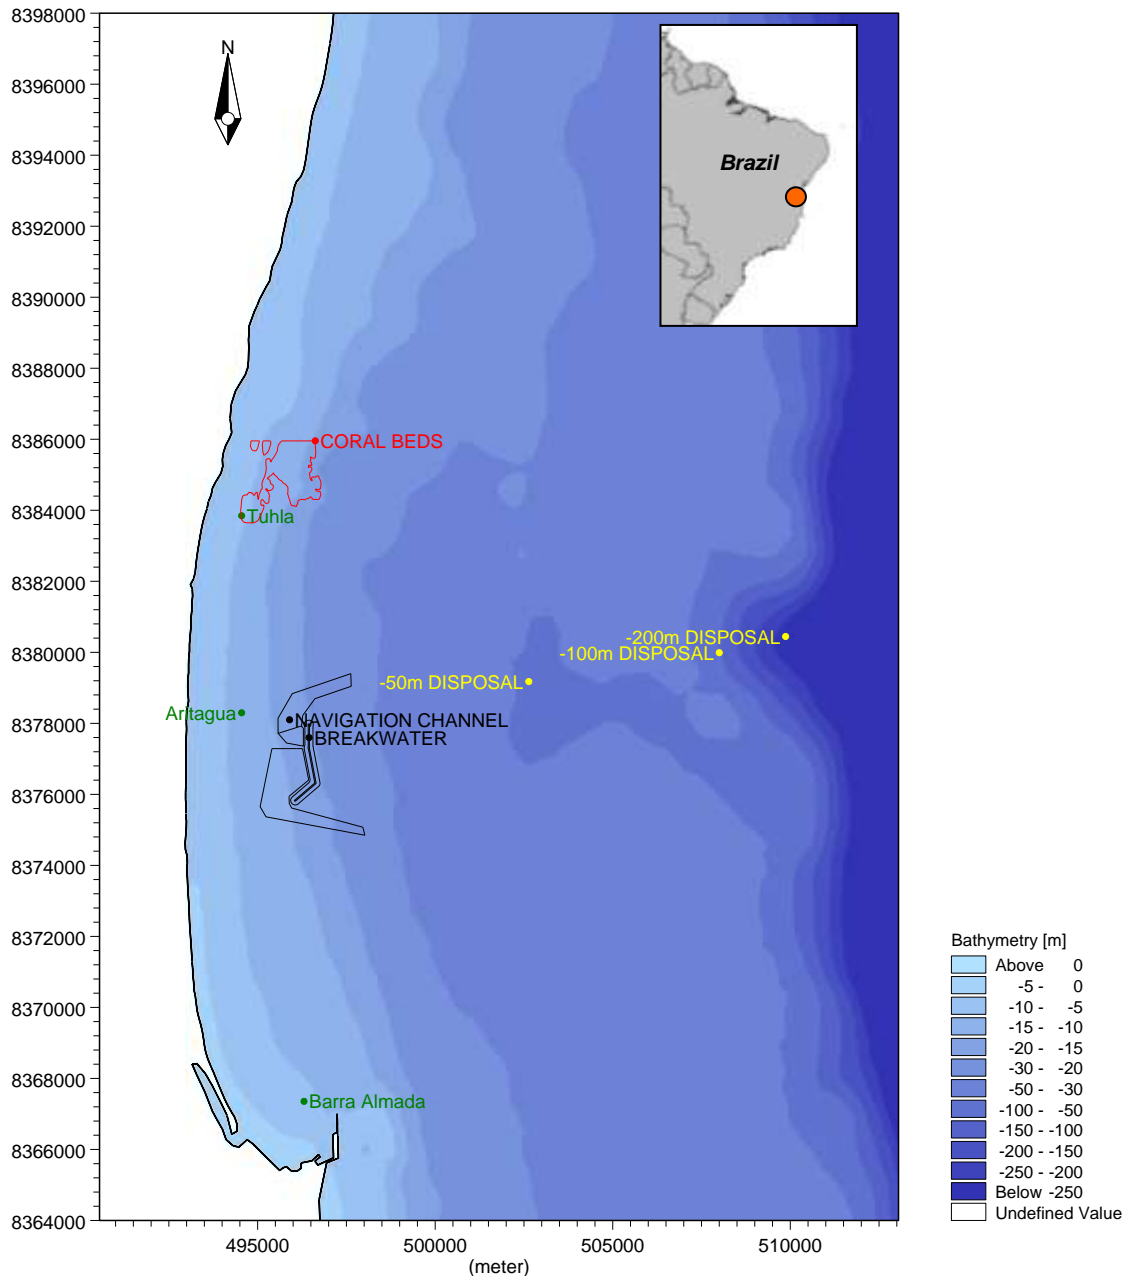 8398000
8396000
8394000
8392000
8390000
8388000
8386000
8384000
8382000
8380000
8378000
8376000
8374000
8372000
8370000
8368000
8366000
8364000
N
Brazil
CORAL BEDS
Tuhla
-200m DISPOSAL
-100m DISPOSAL
-50m DISPOSAL
Aritagua
NAVIGATION CHANNEL
BREAKWATER
Barra Almada
495000 500000 505000 510000
(meter)
Bathymetry [m]
Above 0
-5 - 0
-10 - -5
-15 - -10
-20 - -15
-30 - -20
-50 - -30
-100 - -50
-150 - -100
-200 - -150
-250 - -200
Below -250
Undefined Value